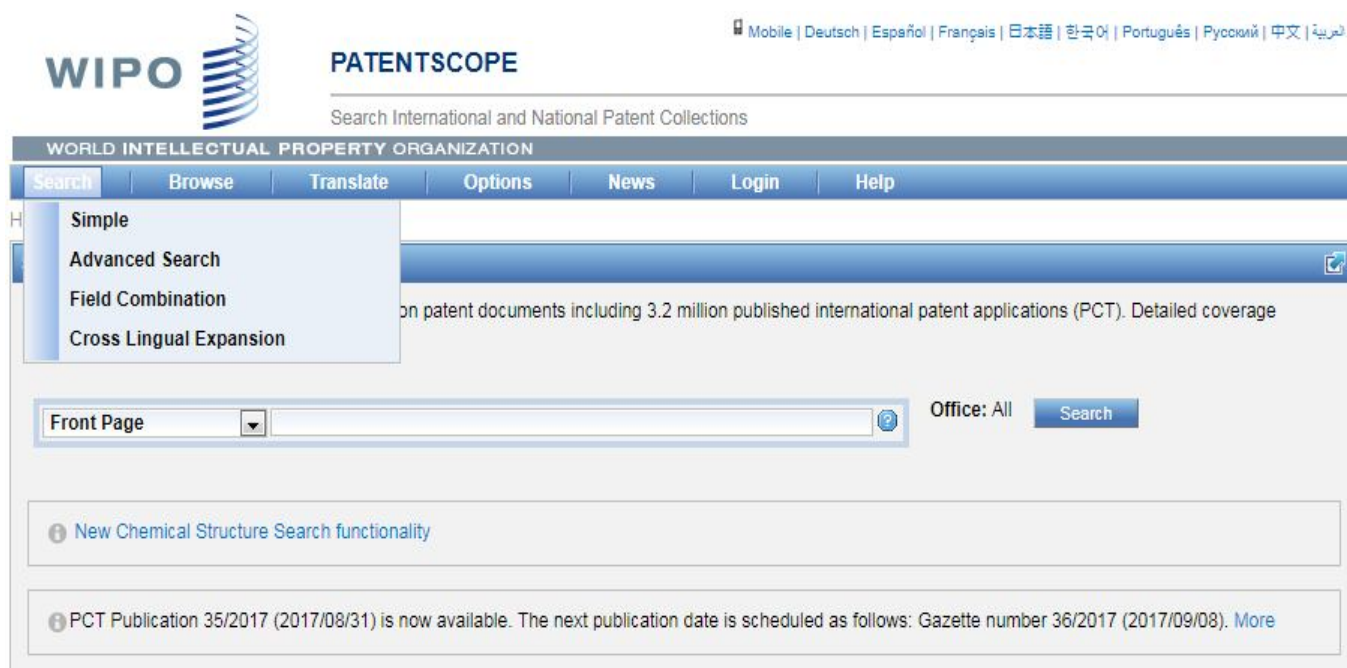 Mobile | Deutsch | Español | Français | 日本語 | 한국어 | Português | Русский | 中文 | العربية
WIPO
PATENTSCOPE
Search International and National Patent Collections
WORLD INTELLECTUAL PROPERTY ORGANIZATION
Search Browse Translate Options News Login Help
H
Simple
Advanced Search
Field Combination
Cross Lingual Expansion
on patent documents including 3.2 million published international patent applications (PCT). Detailed coverage
Front Page
Office: All Search
New Chemical Structure Search functionality
PCT Publication 35/2017 (2017/08/31) is now available. The next publication date is scheduled as follows: Gazette number 36/2017 (2017/09/08). More